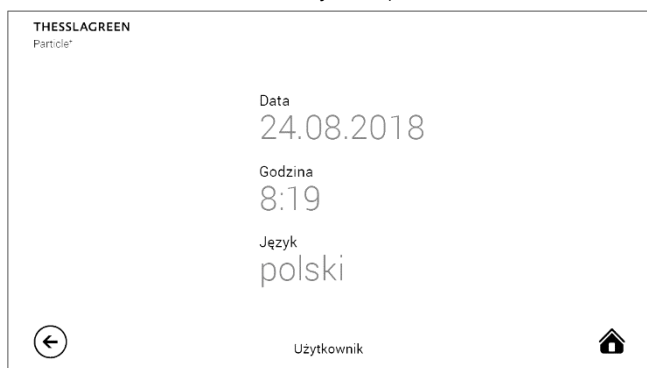 THESSLAGREEN
Particle+
Data
24.08.2018
Godzina
8:19
Język
polski
Użytkownik